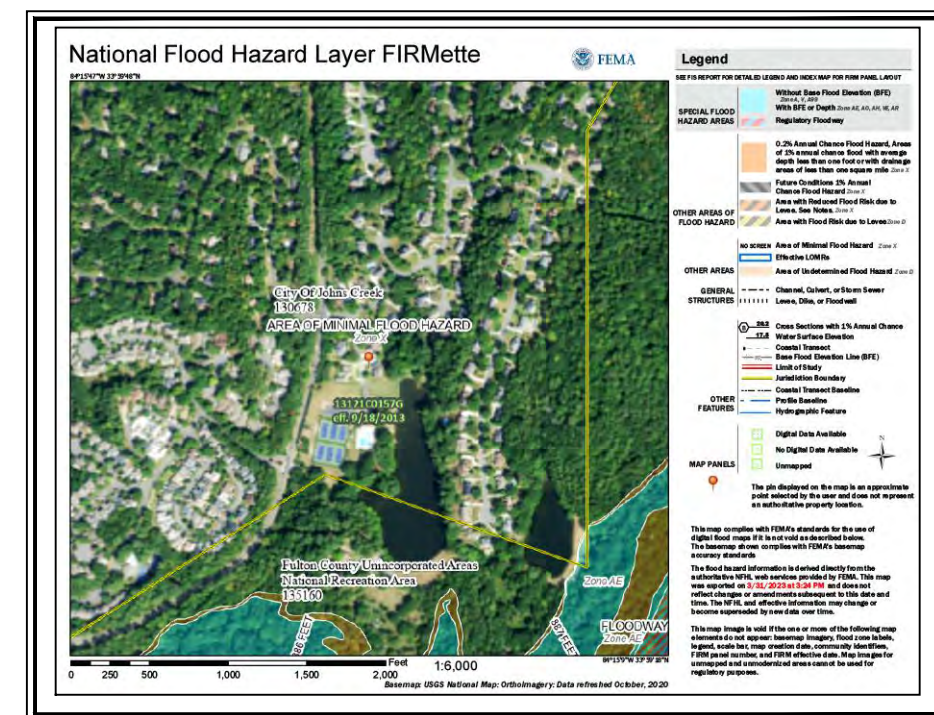 National Flood Hazard Layer FIRMette
FEMA
Legend
SEE FIS REPORT FOR DETAILED LEGEND AND INDEX MAP FOR FIRM PANEL LAYOUT
SPECIAL FLOOD
HAZARD AREAS
Without Base Flood Elevation (BFE)
Zone A, V, A99
With BFE or Depth Zone AE, AO, AH, VE, AR
Regulatory Floodway
0.2% Annual Chance Flood Hazard, Areas
of 1% annual chance flood with average
depth less than one foot or with drainage
areas of less than one square mile Zone X
Future Conditions 1% Annual
Chance Flood Hazard Zone X
Area with Reduced Flood Risk due to
Levee. See Notes. Zone X
Area with Flood Risk due to Levee Zone D
OTHER AREAS OF
FLOOD HAZARD
NO SCREEN Area of Minimal Flood Hazard Zone X
Effective LOMRs
Area of Undetermined Flood Hazard Zone D
OTHER AREAS
GENERAL
STRUCTURES
Channel, Culvert, or Storm Sewer
Levee, Dike, or Floodwall
20.2 Cross Sections with 1% Annual Chance
17.5 Water Surface Elevation
Coastal Transect
Base Flood Elevation Line (BFE)
Limit of Study
Jurisdiction Boundary
Coastal Transect Baseline
Profile Baseline
Hydrographic Feature
OTHER
FEATURES
Digital Data Available
No Digital Data Available
Unmapped
MAP PANELS
N
The pin displayed on the map is an approximate
point selected by the user and does not represent
an authoritative property location.
This map complies with FEMA's standards for the use of
digital flood maps if it is not void as described below.
The basemap shown complies with FEMA's basemap
accuracy standards
The flood hazard information is derived directly from the
authoritative NFHL web services provided by FEMA. This map
was exported on 3/31/2023 at 3:24 PM and does not
reflect changes or amendments subsequent to this date and
time. The NFHL and effective information may change or
become superseded by new data over time.
This map image is void if the one or more of the following map
elements do not appear: basemap imagery, flood zone labels,
legend, scale bar, map creation date, community identifiers,
FIRM panel number, and FIRM effective date. Map images for
unmapped and unmodernized areas cannot be used for
regulatory purposes.
84°15'47"W 33°59'48"N
City Of Johns Creek
130678
AREA OF MINIMAL FLOOD HAZARD
Zone X
13121C0157G
eff. 9/18/2013
Fulton County Unincorporated Areas
National Recreation Area
135160
Zone AE
FLOODWAY
Zone AE
FEET
887 FEET
0 250 500 1,000 1,500 2,000
Feet
1:6,000
Basemap: USGS National Map: Orthoimagery: Data refreshed October, 2020